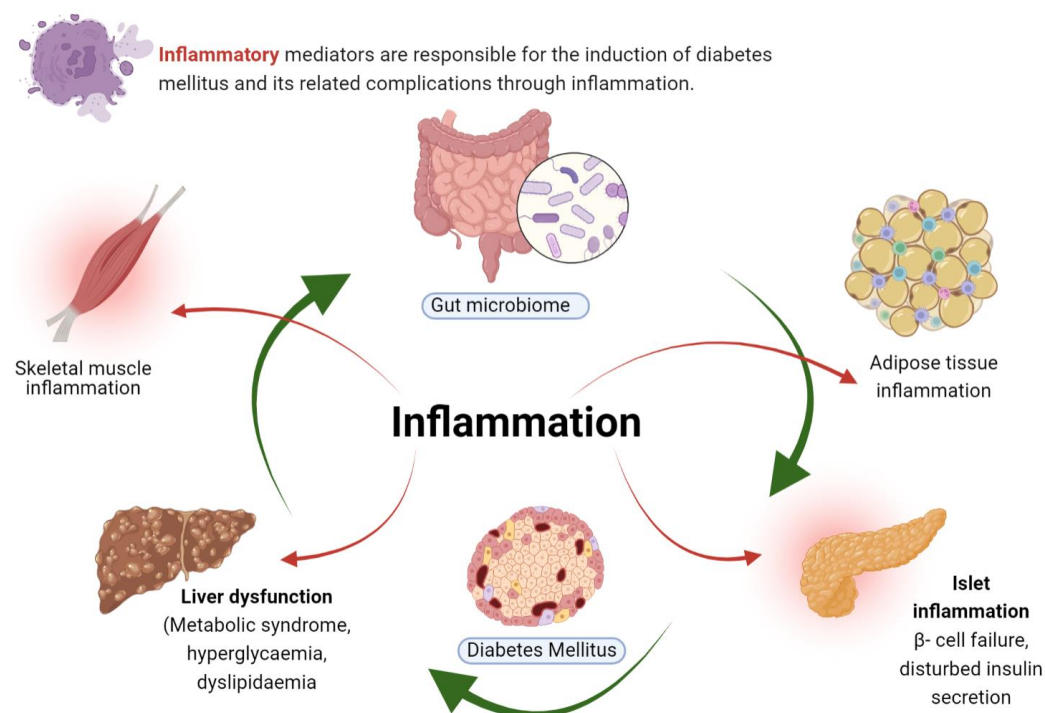 Inflammatory mediators are responsible for the induction of diabetes
mellitus and its related complications through inflammation.
Gut microbiome
Skeletal muscle
inflammation
Adipose tissue
inflammation
Inflammation
Liver dysfunction
(Metabolic syndrome,
hyperglycaemia,
dyslipidaemia
Diabetes Mellitus
Islet
inflammation
β- cell failure,
disturbed insulin
secretion